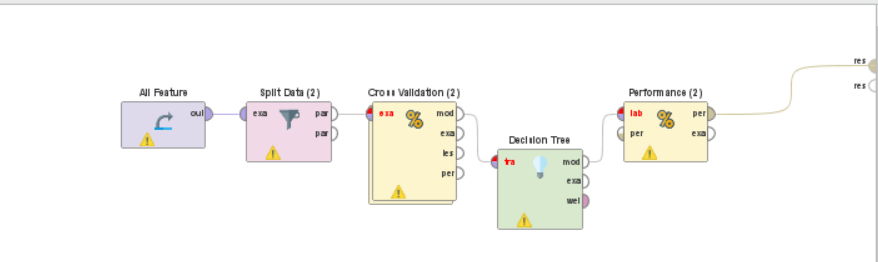 All Feature
out
Split Data (2)
exa
par
par
Cross Validation (2)
exa
mod
exa
tes
per
Decision Tree
tra
mod
exa
wei
Performance (2)
lab
per
per
exa
res
res